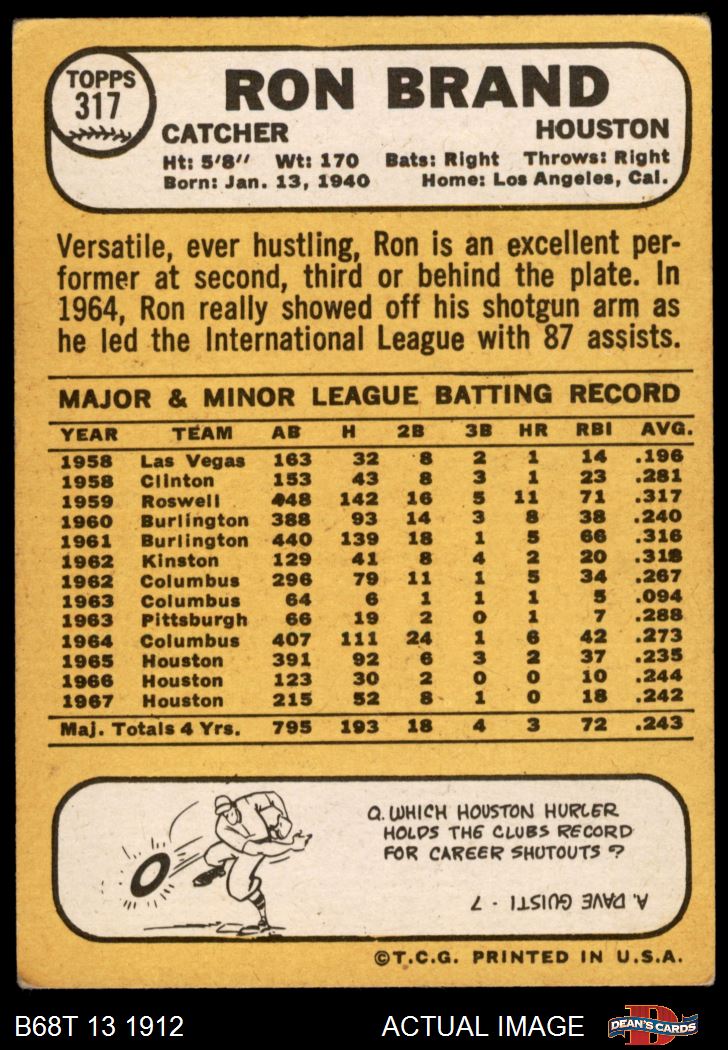 TOPPS
317
RON BRAND
CATCHER HOUSTON
Ht: 5'8" Wt: 170 Bats: Right Throws: Right
Born: Jan. 13, 1940 Home: Los Angeles, Cal.
Versatile, ever hustling, Ron is an excellent per-
former at second, third or behind the plate. In
1964, Ron really showed off his shotgun arm as
he led the International League with 87 assists.
MAJOR & MINOR LEAGUE BATTING RECORD
YEAR TEAM AB H 2B 3B HR RBI AVG.
1958 Las Vegas 163 32 8 2 1 14 .196
1958 Clinton 153 43 8 3 1 23 .281
1959 Roswell 448 142 16 5 11 71 .317
1960 Burlington 388 93 14 3 8 38 .240
1961 Burlington 440 139 18 1 5 66 .316
1962 Kinston 129 41 8 4 2 20 .318
1962 Columbus 296 79 11 1 5 34 .267
1963 Columbus 64 6 1 1 1 5 .094
1963 Pittsburgh 66 19 2 0 1 7 .288
1964 Columbus 407 111 24 1 6 42 .273
1965 Houston 391 92 6 3 2 37 .235
1966 Houston 123 30 2 0 0 10 .244
1967 Houston 215 52 8 1 0 18 .242
Maj. Totals 4 Yrs. 795 193 18 4 3 72 .243
Q. WHICH HOUSTON HURLER
HOLDS THE CLUBS RECORD
FOR CAREER SHUTOUTS ?
A. DAVE GUISTI - 7
©T.C.G. PRINTED IN U.S.A.
B68T 13 1912 ACTUAL IMAGE DEAN'S CARDS